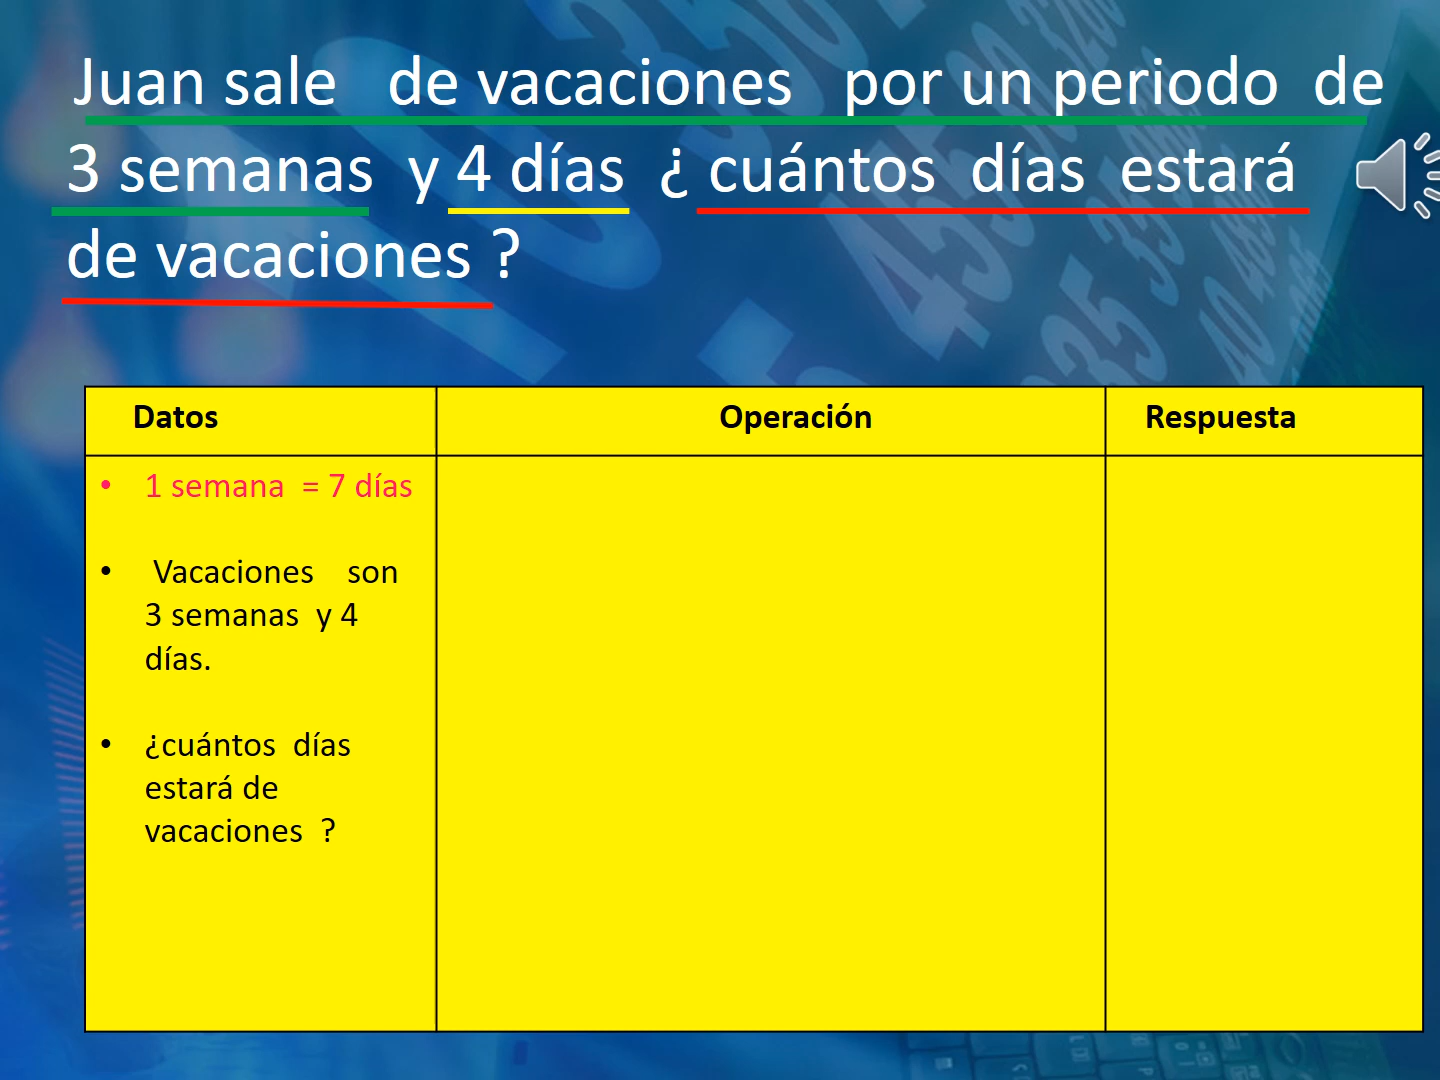 Juan sale de vacaciones por un periodo de
3 semanas y 4 días ¿ cuántos días estará
de vacaciones ?
Datos
Operación
Respuesta
• 1 semana = 7 días
• Vacaciones son
3 semanas y 4
días.
• ¿cuántos días
estará de
vacaciones ?